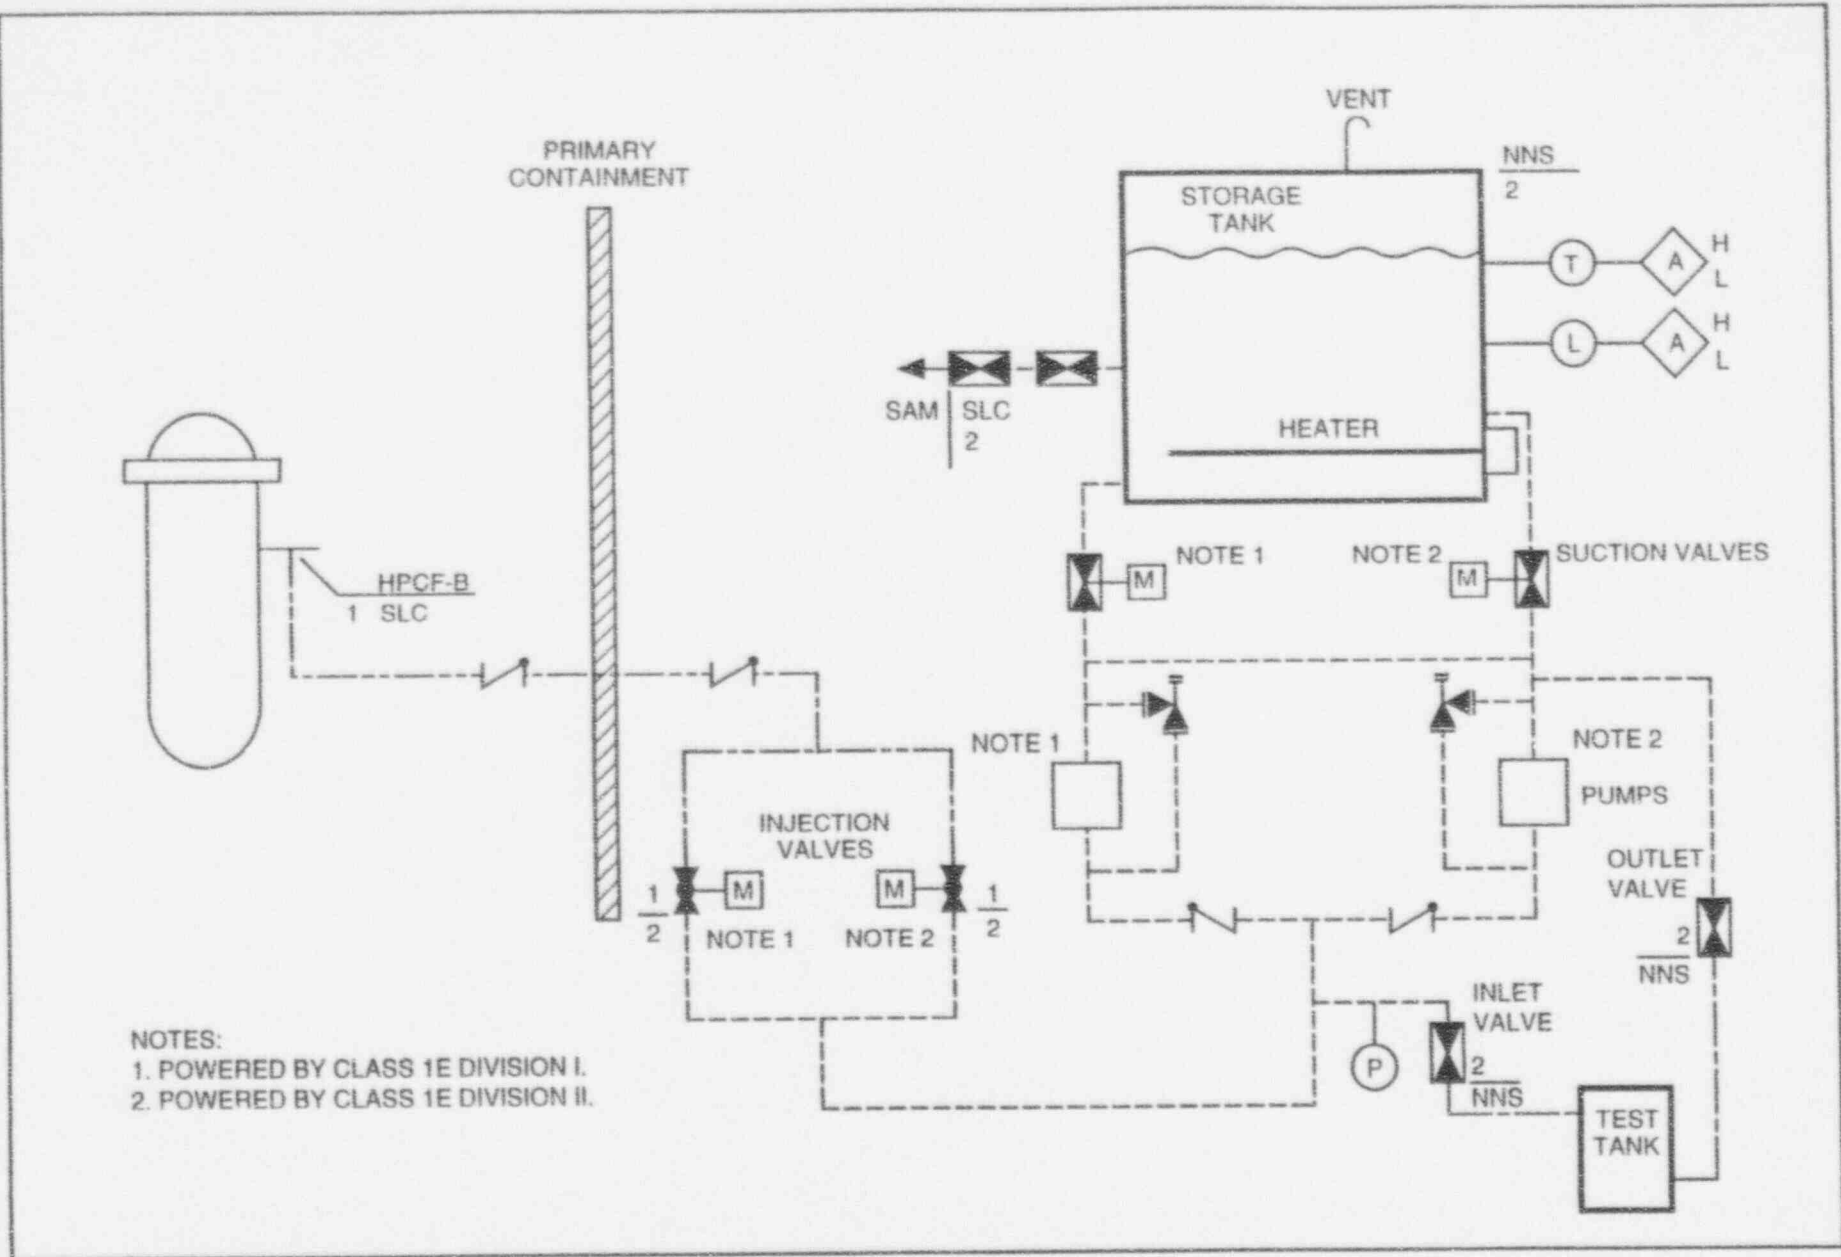 VENT
PRIMARY
CONTAINMENT
NNS
2
STORAGE
TANK
T
A
H
L
L
A
H
L
SAM
SLC
2
HEATER
NOTE 1
M
NOTE 2
M
SUCTION VALVES
HPCF-B
1 SLC
NOTE 1
NOTE 2
PUMPS
INJECTION
VALVES
OUTLET
VALVE
1
2
M
M
1
2
NOTE 1
NOTE 2
2
NNS
INLET
VALVE
P
2
NNS
TEST
TANK
NOTES:
1. POWERED BY CLASS 1E DIVISION I.
2. POWERED BY CLASS 1E DIVISION II.